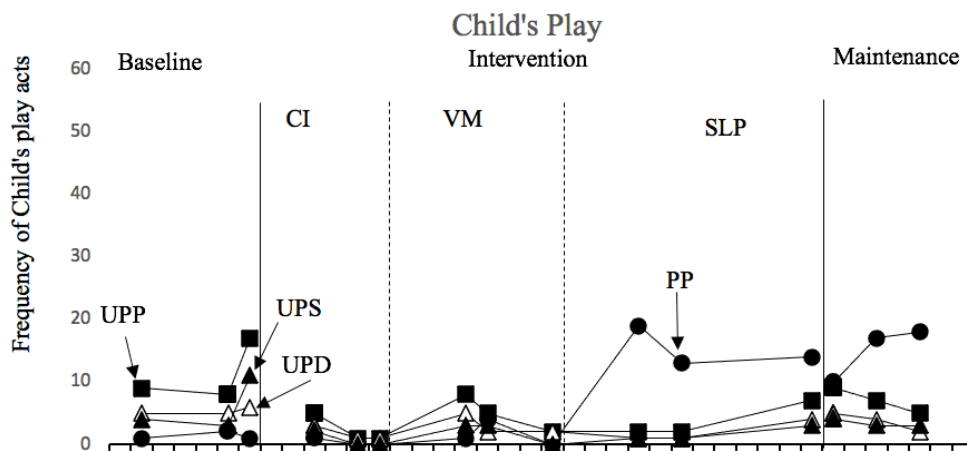 Child's Play
Baseline
Intervention
Maintenance
Frequency of Child's play acts
60
50
40
30
20
10
0
CI
VM
SLP
UPP
UPS
UPD
PP